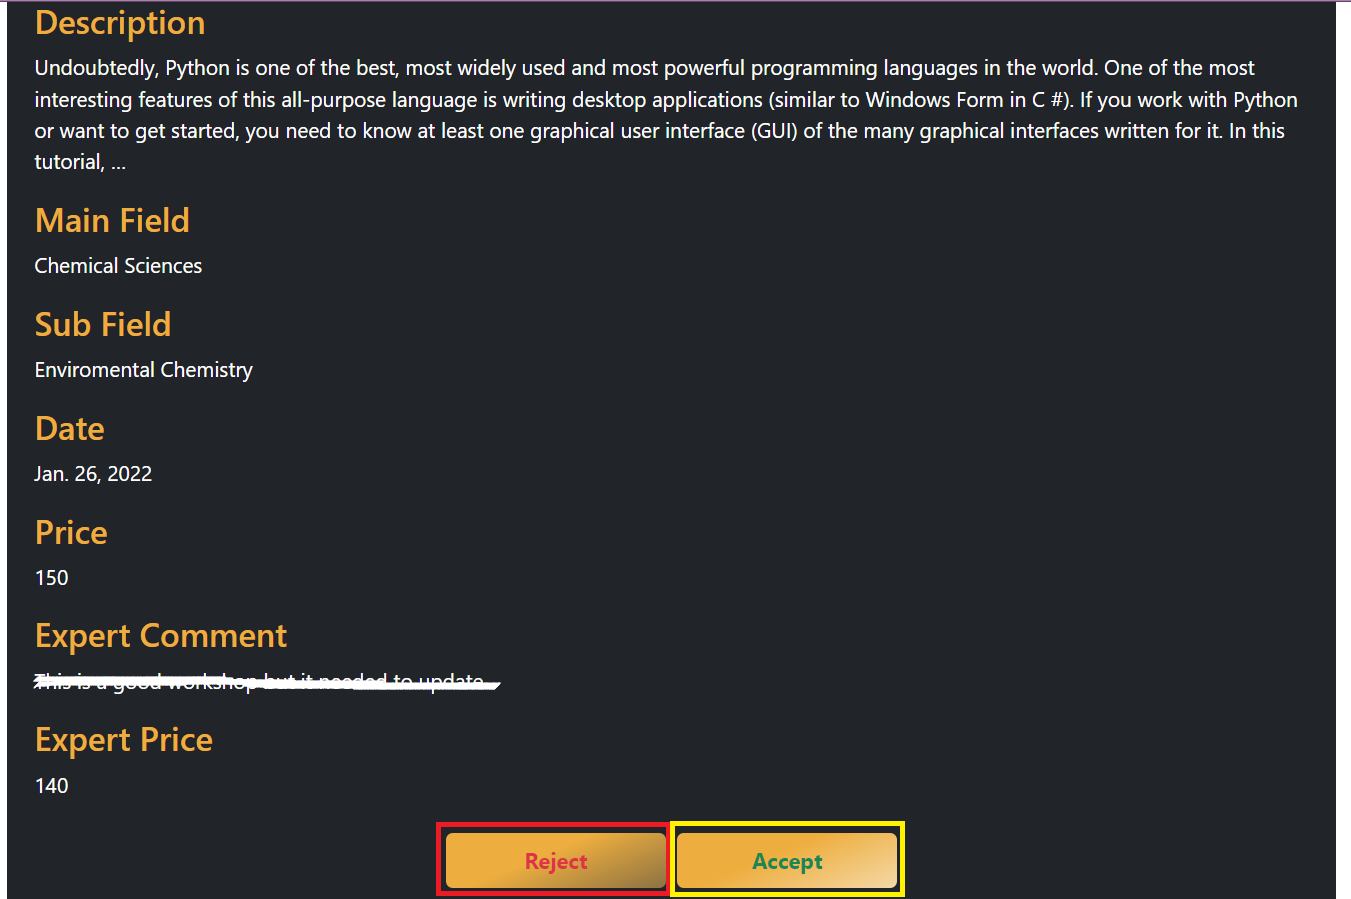 Description
Undoubtedly, Python is one of the best, most widely used and most powerful programming languages in the world. One of the most
interesting features of this all-purpose language is writing desktop applications (similar to Windows Form in C #). If you work with Python
or want to get started, you need to know at least one graphical user interface (GUI) of the many graphical interfaces written for it. In this
tutorial, ...
Main Field
Chemical Sciences
Sub Field
Enviromental Chemistry
Date
Jan. 26, 2022
Price
150
Expert Comment
This is a good workshop but it needed to update
Expert Price
140
Reject Accept